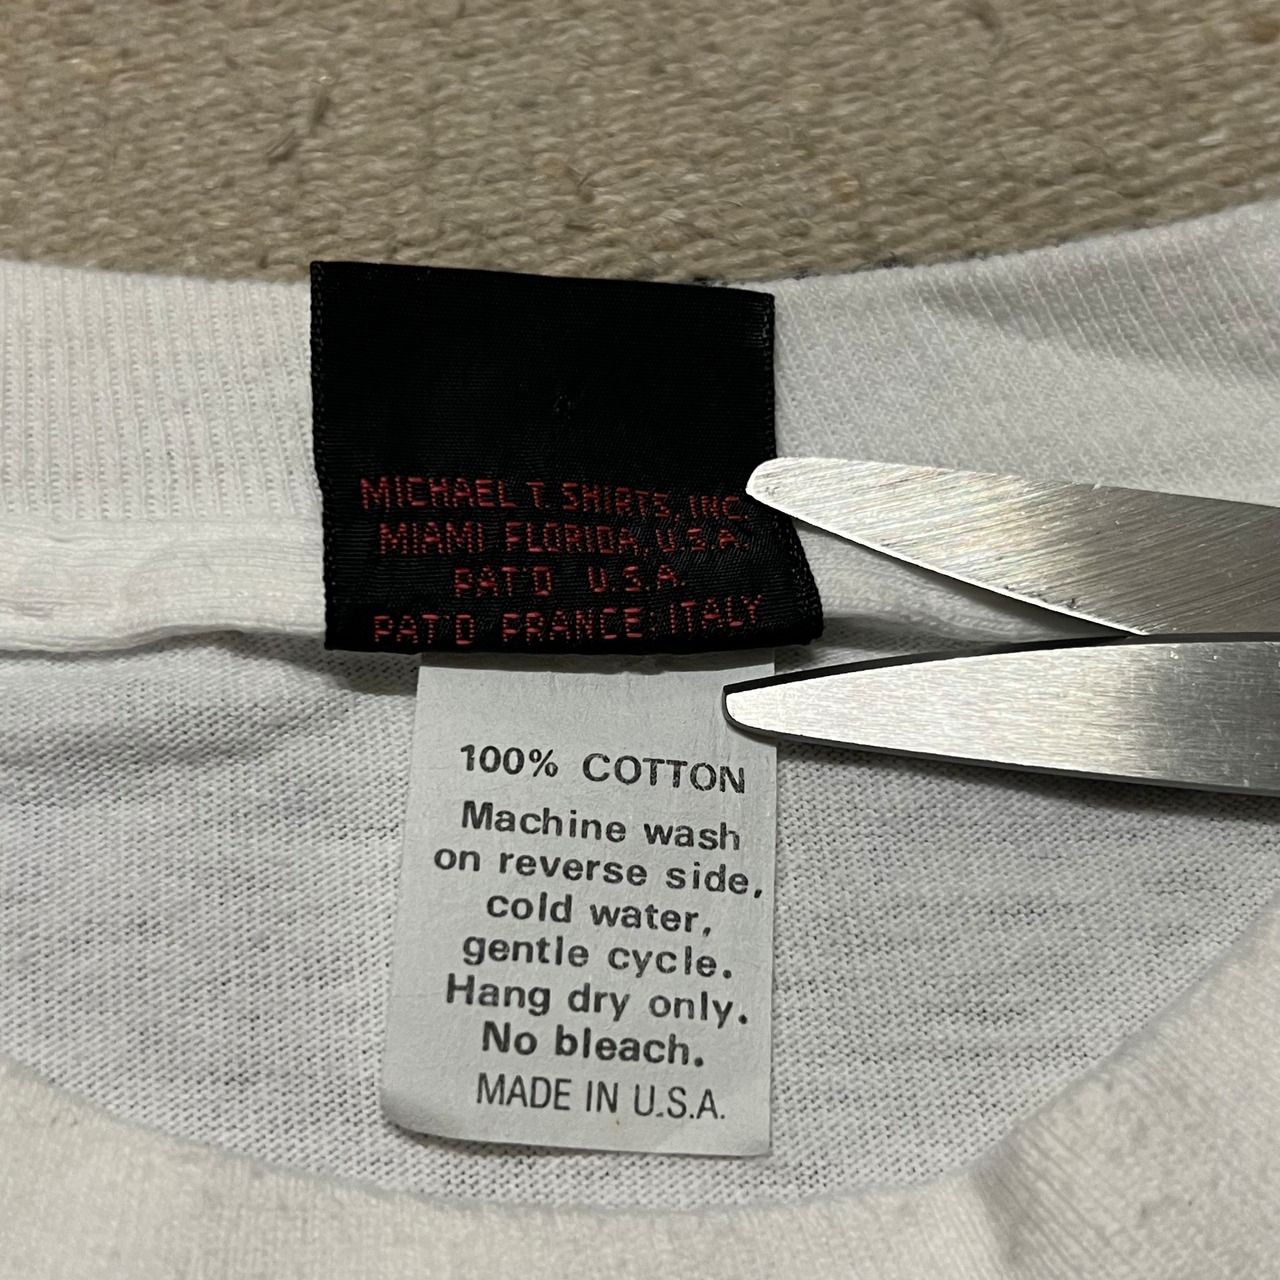 MICHAEL T. SHIRTS, INC.
MIAMI FLORIDA, U.S.A.
PAT'D U.S.A.
PAT'D FRANCE; ITALY
100% COTTON
Machine wash
on reverse side,
cold water,
gentle cycle.
Hang dry only.
No bleach.
MADE IN U.S.A.